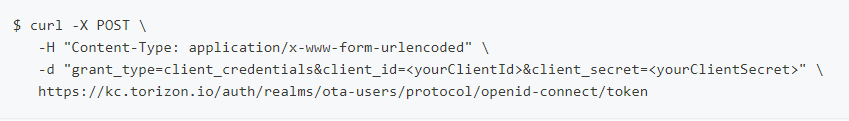 $ curl -X POST \
-H "Content-Type: application/x-www-form-urlencoded" \
-d "grant_type=client_credentials&client_id=<yourClientId>&client_secret=<yourClientSecret>" \
https://kc.torizon.io/auth/realms/ota-users/protocol/openid-connect/token